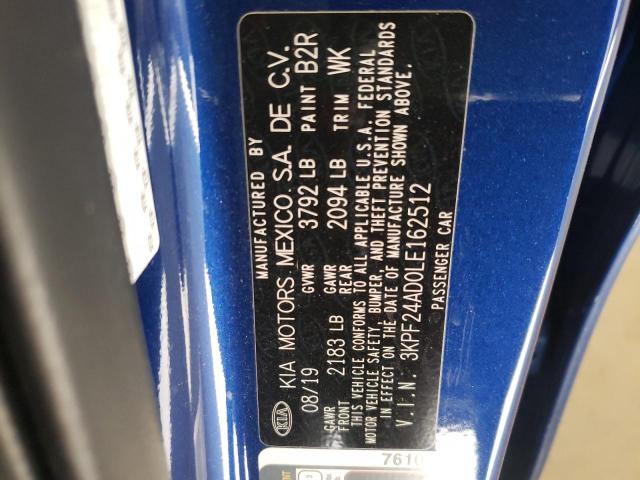 MANUFACTURED BY
KIA KIA MOTORS MEXICO. S.A. DE C.V.
08/19 GVWR 3792 LB PAINT B2R
GAWR FRONT 2183 LB GAWR REAR 2094 LB TRIM WK
THIS VEHICLE CONFORMS TO ALL APPLICABLE U.S.A. FEDERAL
MOTOR VEHICLE SAFETY, BUMPER, AND THEFT PREVENTION STANDARDS
IN EFFECT ON THE DATE OF MANUFACTURE SHOWN ABOVE.
V.I.N. 3KPF24AD0LE162512
PASSENGER CAR
7610